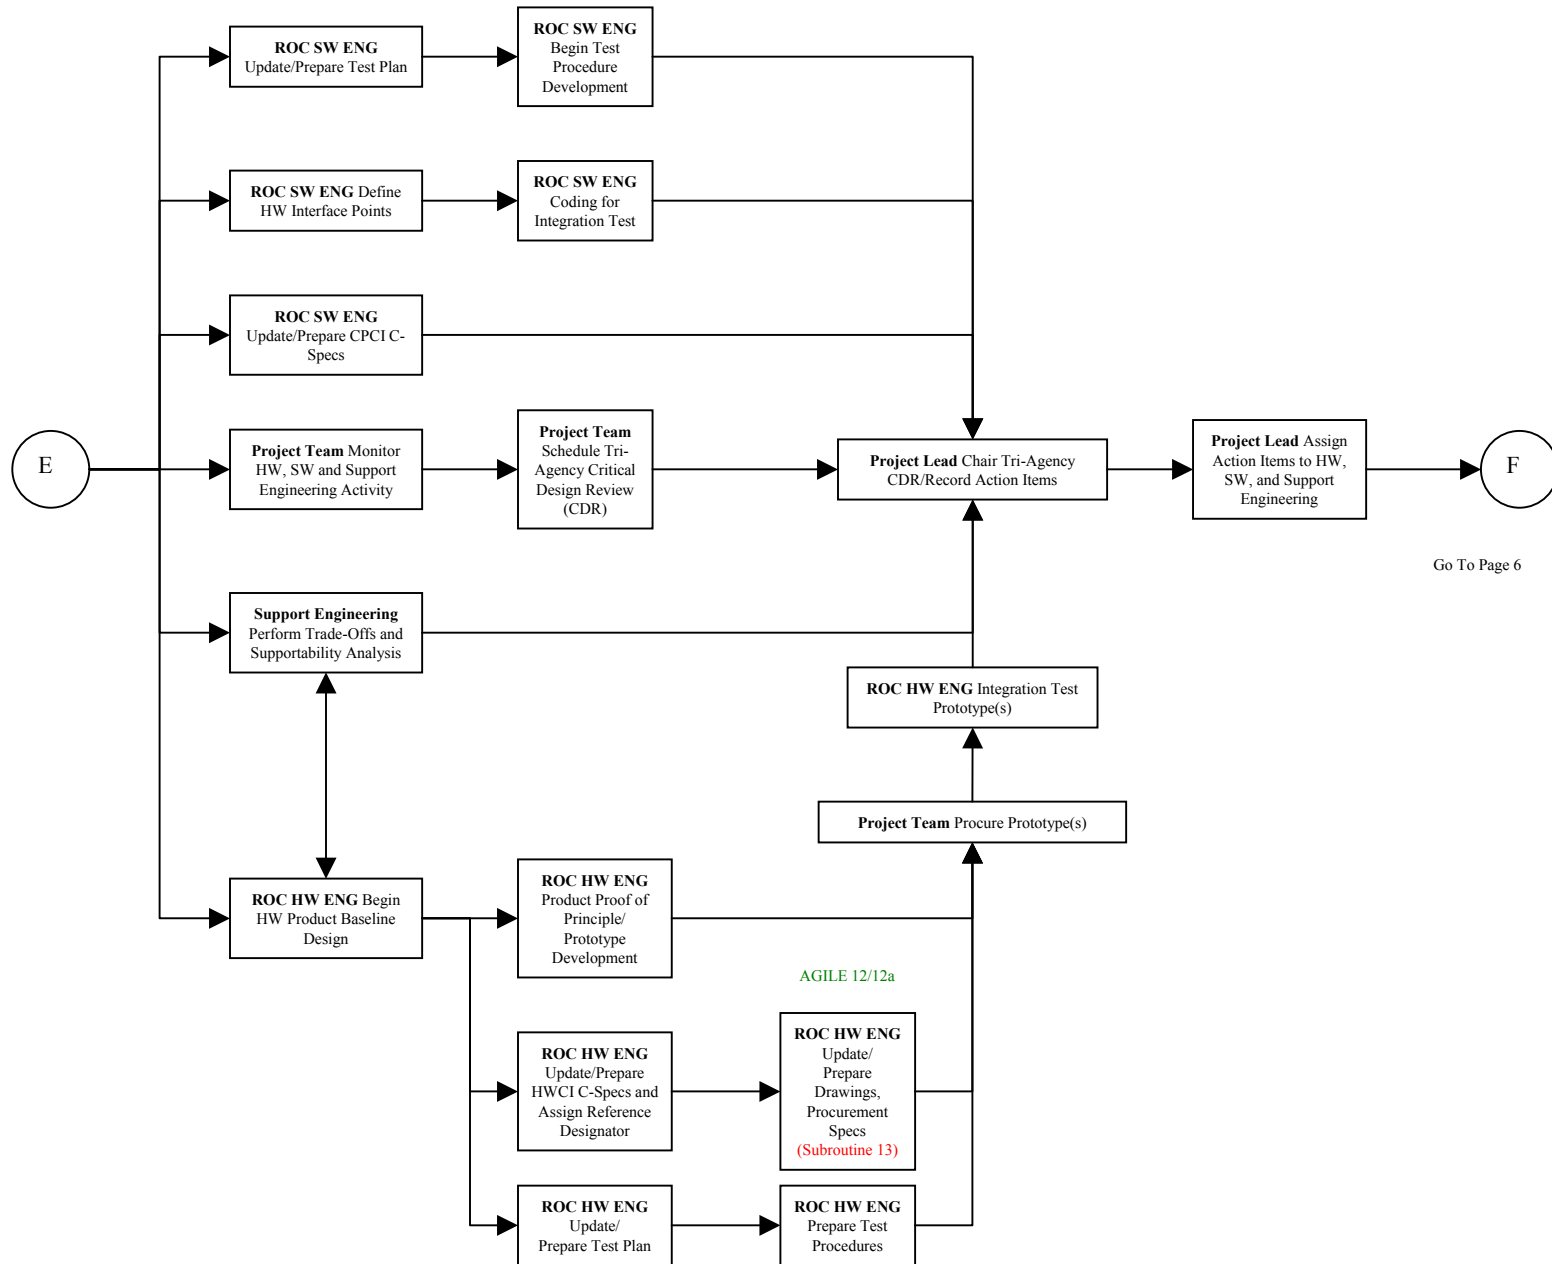 ROC SW ENG
Update/Prepare Test Plan
ROC SW ENG
Begin Test
Procedure
Development
ROC SW ENG Define
HW Interface Points
ROC SW ENG
Coding for
Integration Test
ROC SW ENG
Update/Prepare CPCI C-
Specs
E
Project Team Monitor
HW, SW and Support
Engineering Activity
Project Team
Schedule Tri-
Agency Critical
Design Review
(CDR)
Project Lead Chair Tri-Agency
CDR/Record Action Items
Project Lead Assign
Action Items to HW,
SW, and Support
Engineering
F
Go To Page 6
Support Engineering
Perform Trade-Offs and
Supportability Analysis
ROC HW ENG Integration Test
Prototype(s)
Project Team Procure Prototype(s)
ROC HW ENG Begin
HW Product Baseline
Design
ROC HW ENG
Product Proof of
Principle/
Prototype
Development
AGILE 12/12a
ROC HW ENG
Update/Prepare
HWCI C-Specs and
Assign Reference
Designator
ROC HW ENG
Update/
Prepare
Drawings,
Procurement
Specs
(Subroutine 13)
ROC HW ENG
Update/
Prepare Test Plan
ROC HW ENG
Prepare Test
Procedures